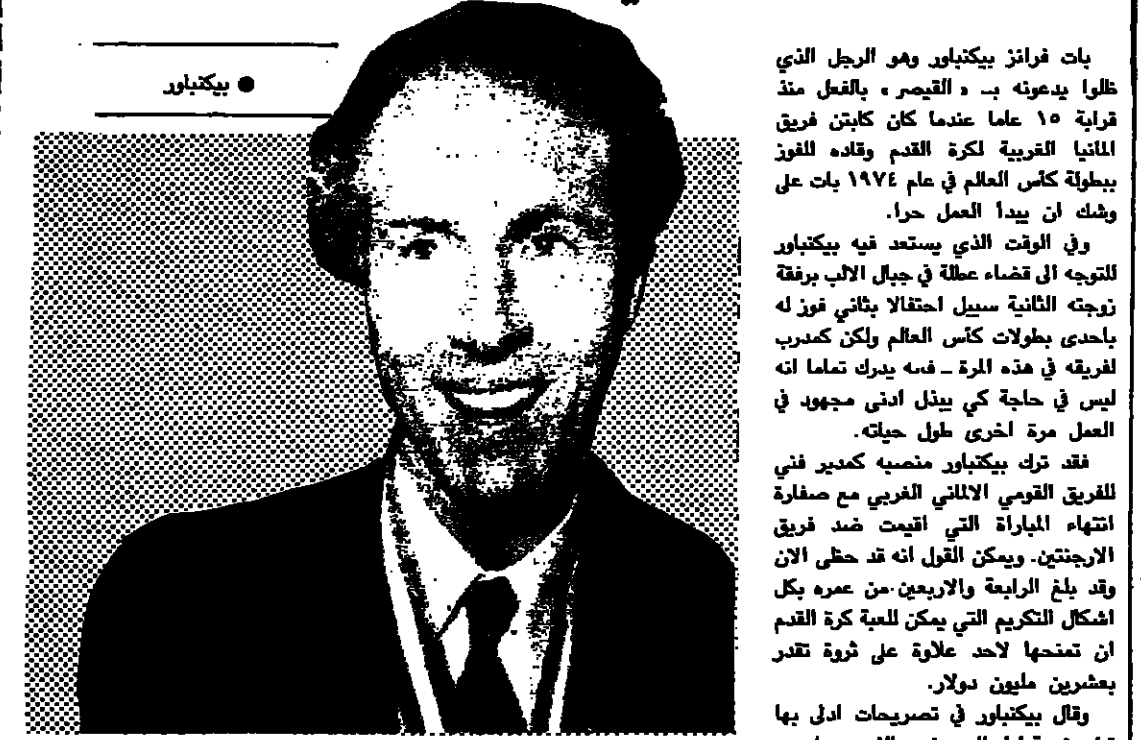 ● بيكنباور
بات فرانز بيكنباور وهو الرجل الذي
ظلوا يدعونه بـ « القيصر » بالفعل منذ
قرابة ١٥ عاما عندما كان كابتن فريق
المانيا الغربية لكرة القدم وقاده للفوز
ببطولة كأس العالم في عام ١٩٧٤ بات على
وشك ان يبدأ العمل حرا.
وفي الوقت الذي يستعد فيه بيكنباور
للتوجه الى قضاء عطلة في جبال الالب برفقة
زوجته الثانية سيبيل احتفالا بثاني فوز له
باحدى بطولات كأس العالم ولكن كمدرب
لفريقه في هذه المرة ــ فهه يدرك تماما انه
ليس في حاجة كي يبذل ادنى مجهود في
العمل مرة اخرى طول حياته.
فقد ترك بيكنباور منصبه كمدير فني
للفريق القومي الالماني الغربي مع صفارة
انتهاء المباراة التي اقيمت ضد فريق
الارجنتين. ويمكن القول انه قد حظى الان
وقد بلغ الرابعة والاربعين من عمره بكل
اشكال التكريم التي يمكن للعبة كرة القدم
ان تمنحها لاحد علاوة على ثروة تقدر
بعشرين مليون دولار.
وقال بيكنباور في تصريحات ادلى بها